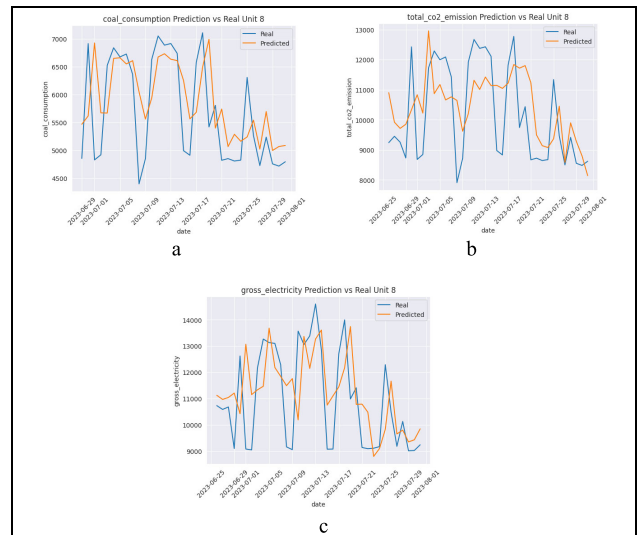 coal_consumption Prediction vs Real Unit 8
Real
Predicted
7000
6500
6000
5500
5000
4500
coal_consumption
2023-06-29
2023-07-01
2023-07-05
2023-07-09
2023-07-13
2023-07-17
2023-07-21
2023-07-25
2023-07-29
2023-08-01
date
a
total_co2_emission Prediction vs Real Unit 8
Real
Predicted
13000
12000
11000
10000
9000
8000
total_co2_emission
2023-06-25
2023-06-29
2023-07-01
2023-07-05
2023-07-09
2023-07-13
2023-07-17
2023-07-21
2023-07-25
2023-07-29
2023-08-01
date
b
gross_electricity Prediction vs Real Unit 8
Real
Predicted
14000
13000
12000
11000
10000
9000
gross_electricity
2023-06-25
2023-06-29
2023-07-01
2023-07-05
2023-07-09
2023-07-13
2023-07-17
2023-07-21
2023-07-25
2023-07-29
2023-08-01
date
c